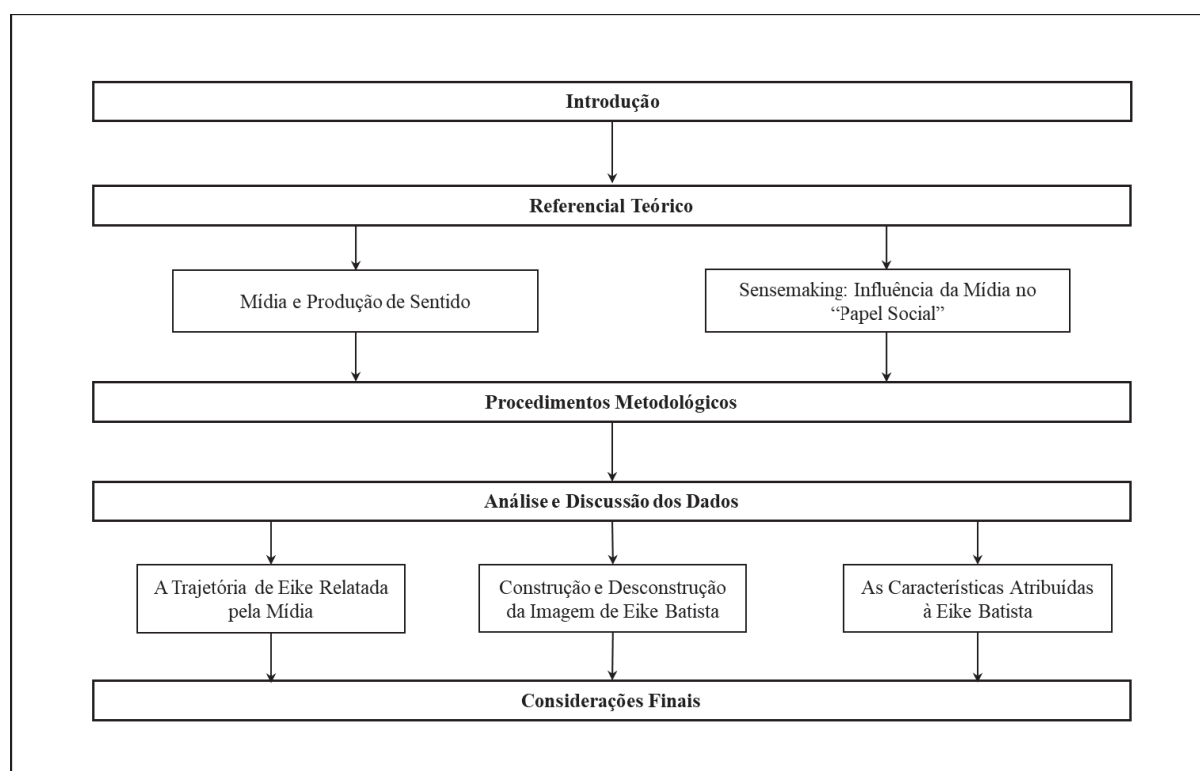 Introdução
Referencial Teórico
Mídia e Produção de Sentido
Sensemaking: Influência da Mídia no
“Papel Social”
Procedimentos Metodológicos
Análise e Discussão dos Dados
A Trajetória de Eike Relatada
pela Mídia
Construção e Desconstrução
da Imagem de Eike Batista
As Características Atribuídas
à Eike Batista
Considerações Finais